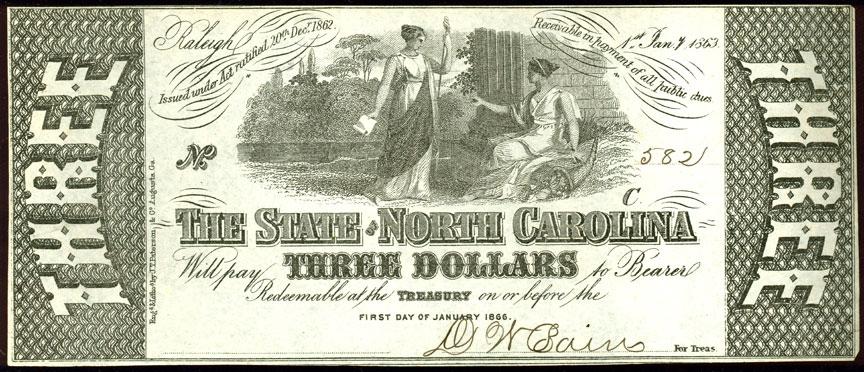 THREE
Raleigh
Issued under Act ratified 20th Decr. 1862.
Receivable in payment of all public dues
1st Jany 1863.
No
582
C
THE STATE OF NORTH CAROLINA
Will pay THREE DOLLARS to Bearer
Redeemable at the TREASURY on or before the
FIRST DAY OF JANUARY 1866.
For Treas.
Augusta, Ga.
THREE